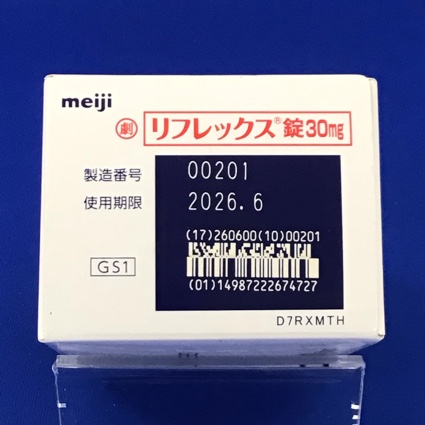 meiji
劇 リフレックス®錠30mg
製造番号 00201
使用期限 2026.6
(17)260600(10)00201
GS1
(01)14987222674727
D7RXMTH